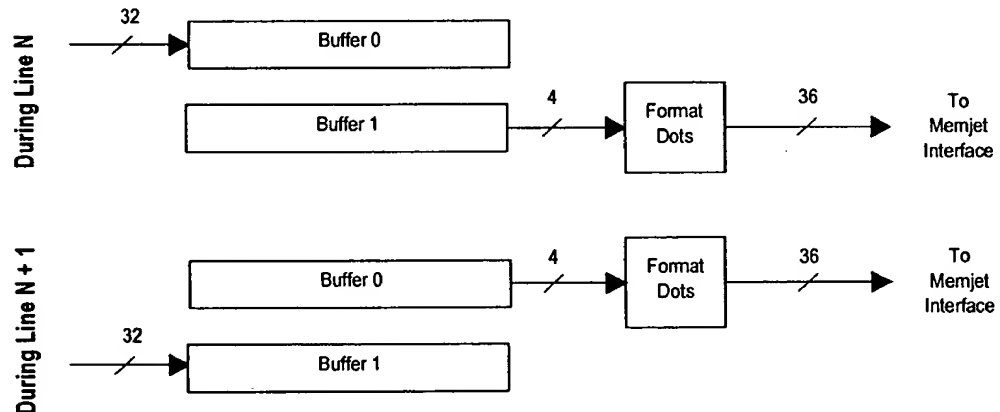 During Line N
32
Buffer 0
Buffer 1
4
Format
Dots
36
To
Memjet
Interface
During Line N + 1
Buffer 0
4
Format
Dots
36
To
Memjet
Interface
32
Buffer 1